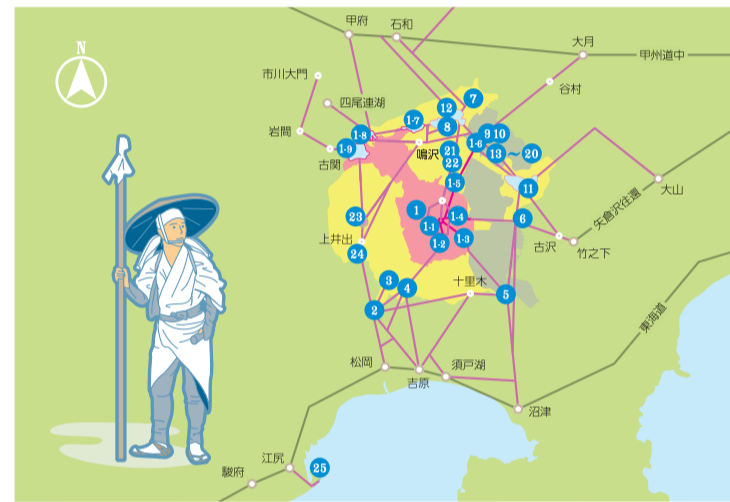 甲府
石和
大月
甲州道中
N
市川大門
谷村
四尾連湖
7
12
1-7
8
岩間
1-8
9 10
1-6
鳴沢
21
1-9
古関
22
13 ～ 20
1-5
11
大山
矢倉沢往還
1
1-4
23
6
1-1
上井出
1-2
1-3
古沢
竹之下
24
3
十里木
4
5
2
東海道
松岡
須戸湖
吉原
沼津
江尻
25
駿府